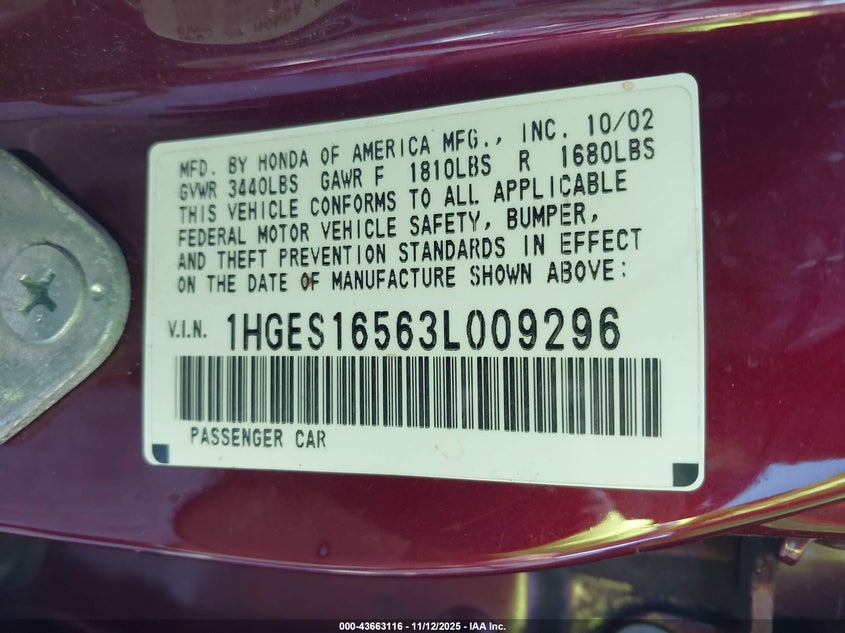 MFD. BY HONDA OF AMERICA MFG., INC. 10/02
GVWR 3440LBS GAWR F 1810LBS R 1680LBS
THIS VEHICLE CONFORMS TO ALL APPLICABLE
FEDERAL MOTOR VEHICLE SAFETY, BUMPER,
AND THEFT PREVENTION STANDARDS IN EFFECT
ON THE DATE OF MANUFACTURE SHOWN ABOVE:
V.I.N. 1HGES16563L009296
PASSENGER CAR
000-43663116 - 11/12/2025 - IAA Inc.